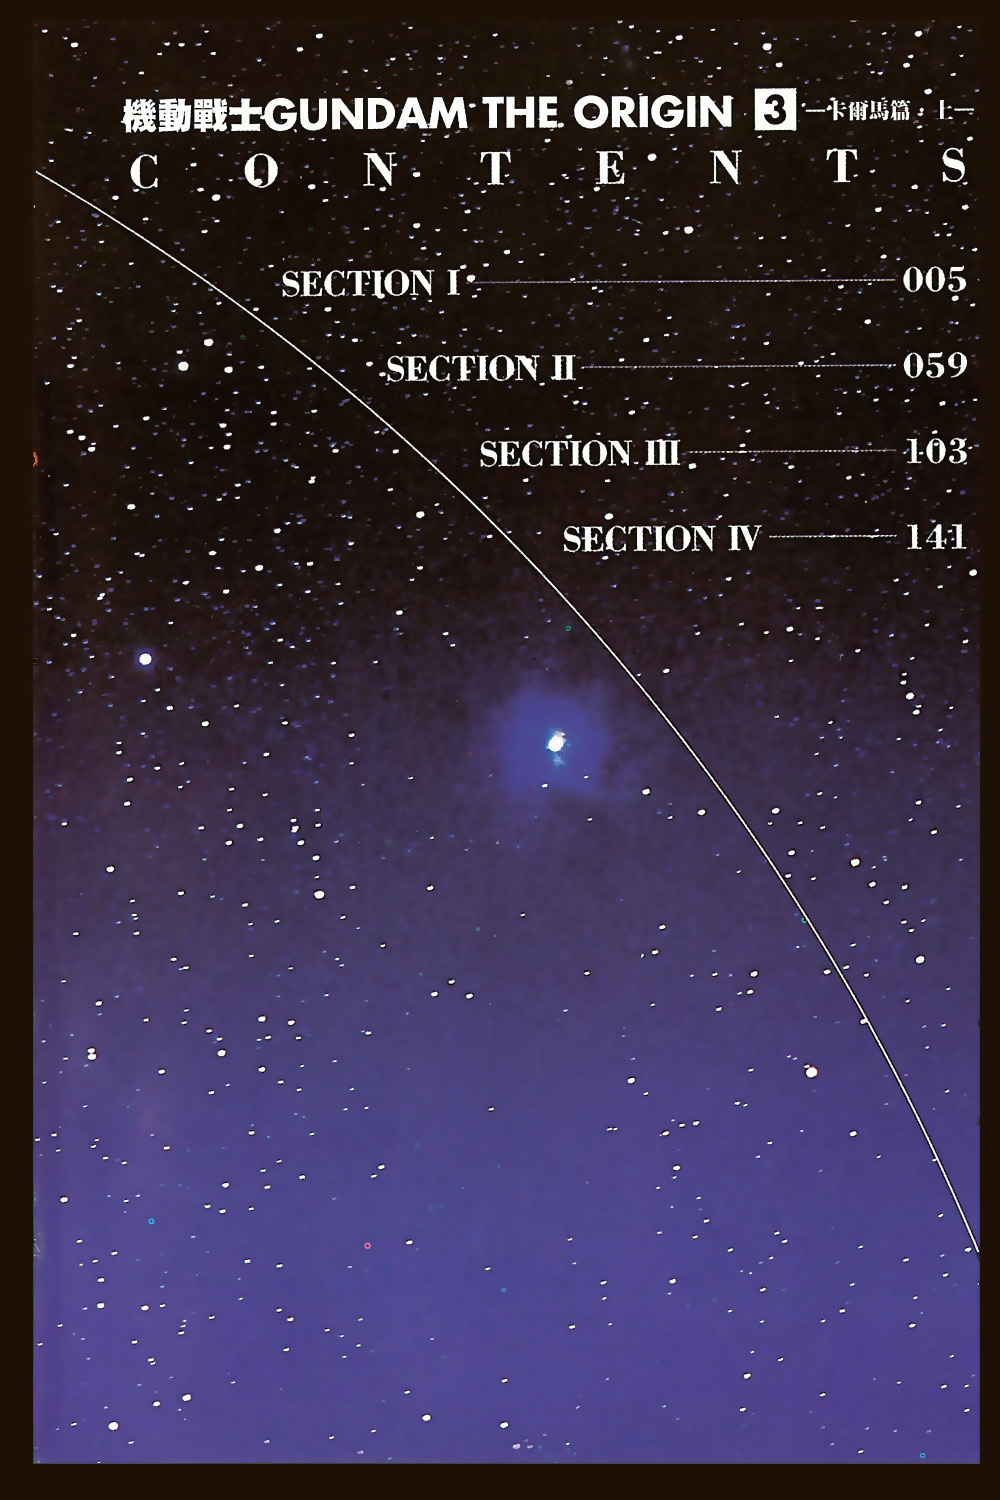 機動戰士GUNDAM THE ORIGIN 3 —卡爾馬篇・上—
CONTENTS
SECTION I 005
SECTION II 059
SECTION III 103
SECTION IV 141